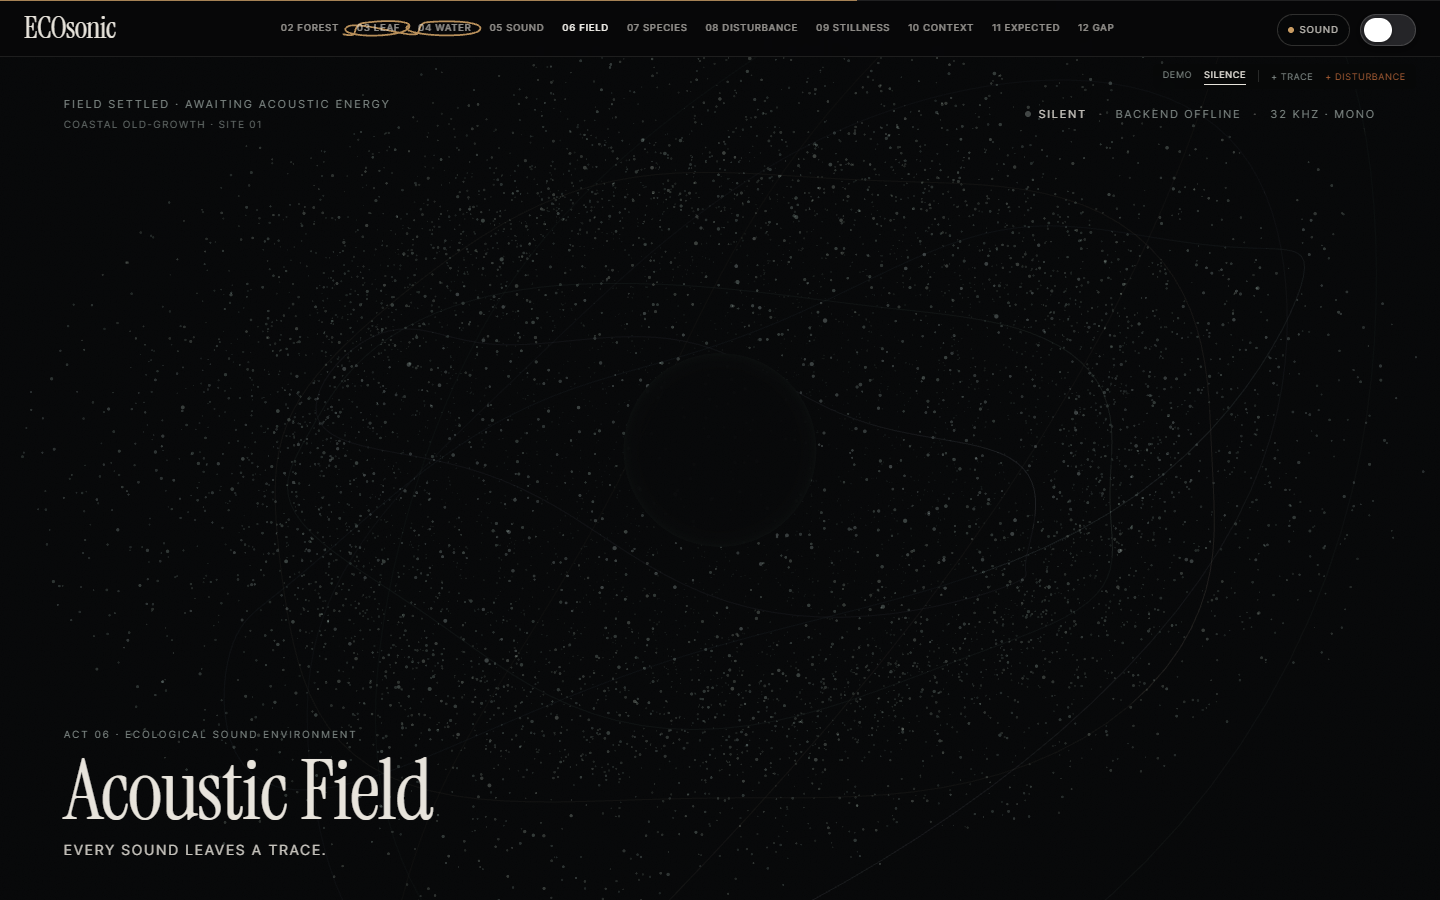 ECOsonic
02 FOREST 03 LEAF 04 WATER 05 SOUND 06 FIELD 07 SPECIES 08 DISTURBANCE 09 STILLNESS 10 CONTEXT 11 EXPECTED 12 GAP
SOUND
DEMO SILENCE + TRACE + DISTURBANCE
FIELD SETTLED · AWAITING ACOUSTIC ENERGY
COASTAL OLD-GROWTH · SITE 01
SILENT · BACKEND OFFLINE · 32 KHZ · MONO
ACT 06 · ECOLOGICAL SOUND ENVIRONMENT
Acoustic Field
EVERY SOUND LEAVES A TRACE.